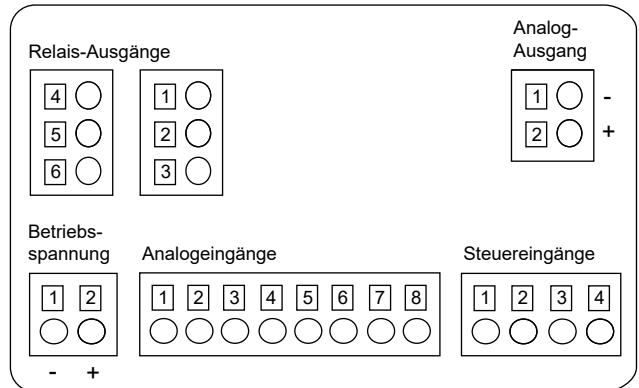 Relais-Ausgänge
Analog-
Ausgang
4 1 1 -
5 2 2 +
6 3
Betriebs-
spannung Analogeingänge Steuereingänge
1 2 1 2 3 4 5 6 7 8 1 2 3 4
- +